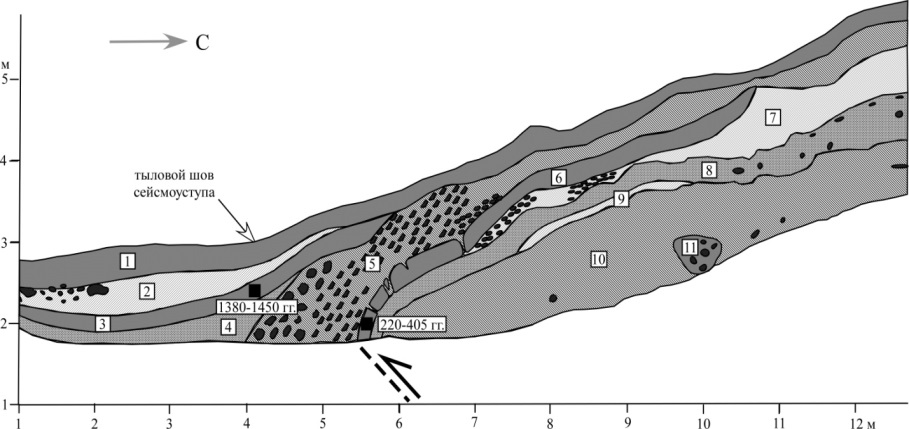 С
м
5
4
3
2
1
тыловой шов
сейсмоуступа
1
2
3
4
5
6
7
8
9
10
11
1380-1450 гг.
220-405 гг.
1 2 3 4 5 6 7 8 9 10 11 12 м